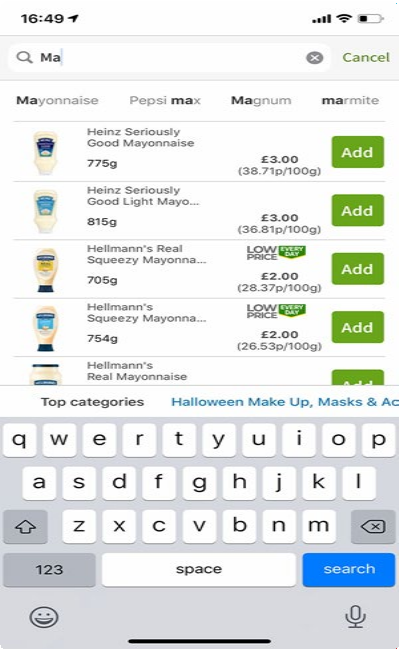 16:49
Ma
Cancel
Mayonnaise Pepsi max Magnum marmite
Heinz Seriously
Good Mayonnaise
775g
£3.00
(38.71p/100g)
Add
Heinz Seriously
Good Light Mayo...
815g
£3.00
(36.81p/100g)
Add
Hellmann's Real
Squeezy Mayonna...
705g
LOW PRICE EVERY DAY
£2.00
(28.37p/100g)
Add
Hellmann's
Squeezy Mayonna...
754g
LOW PRICE EVERY DAY
£2.00
(26.53p/100g)
Add
Hellmann's
Real Mayonnaise
Add
Top categories Halloween Make Up, Masks & Ac
q w e r t y u i o p
a s d f g h j k l
z x c v b n m
123 space search